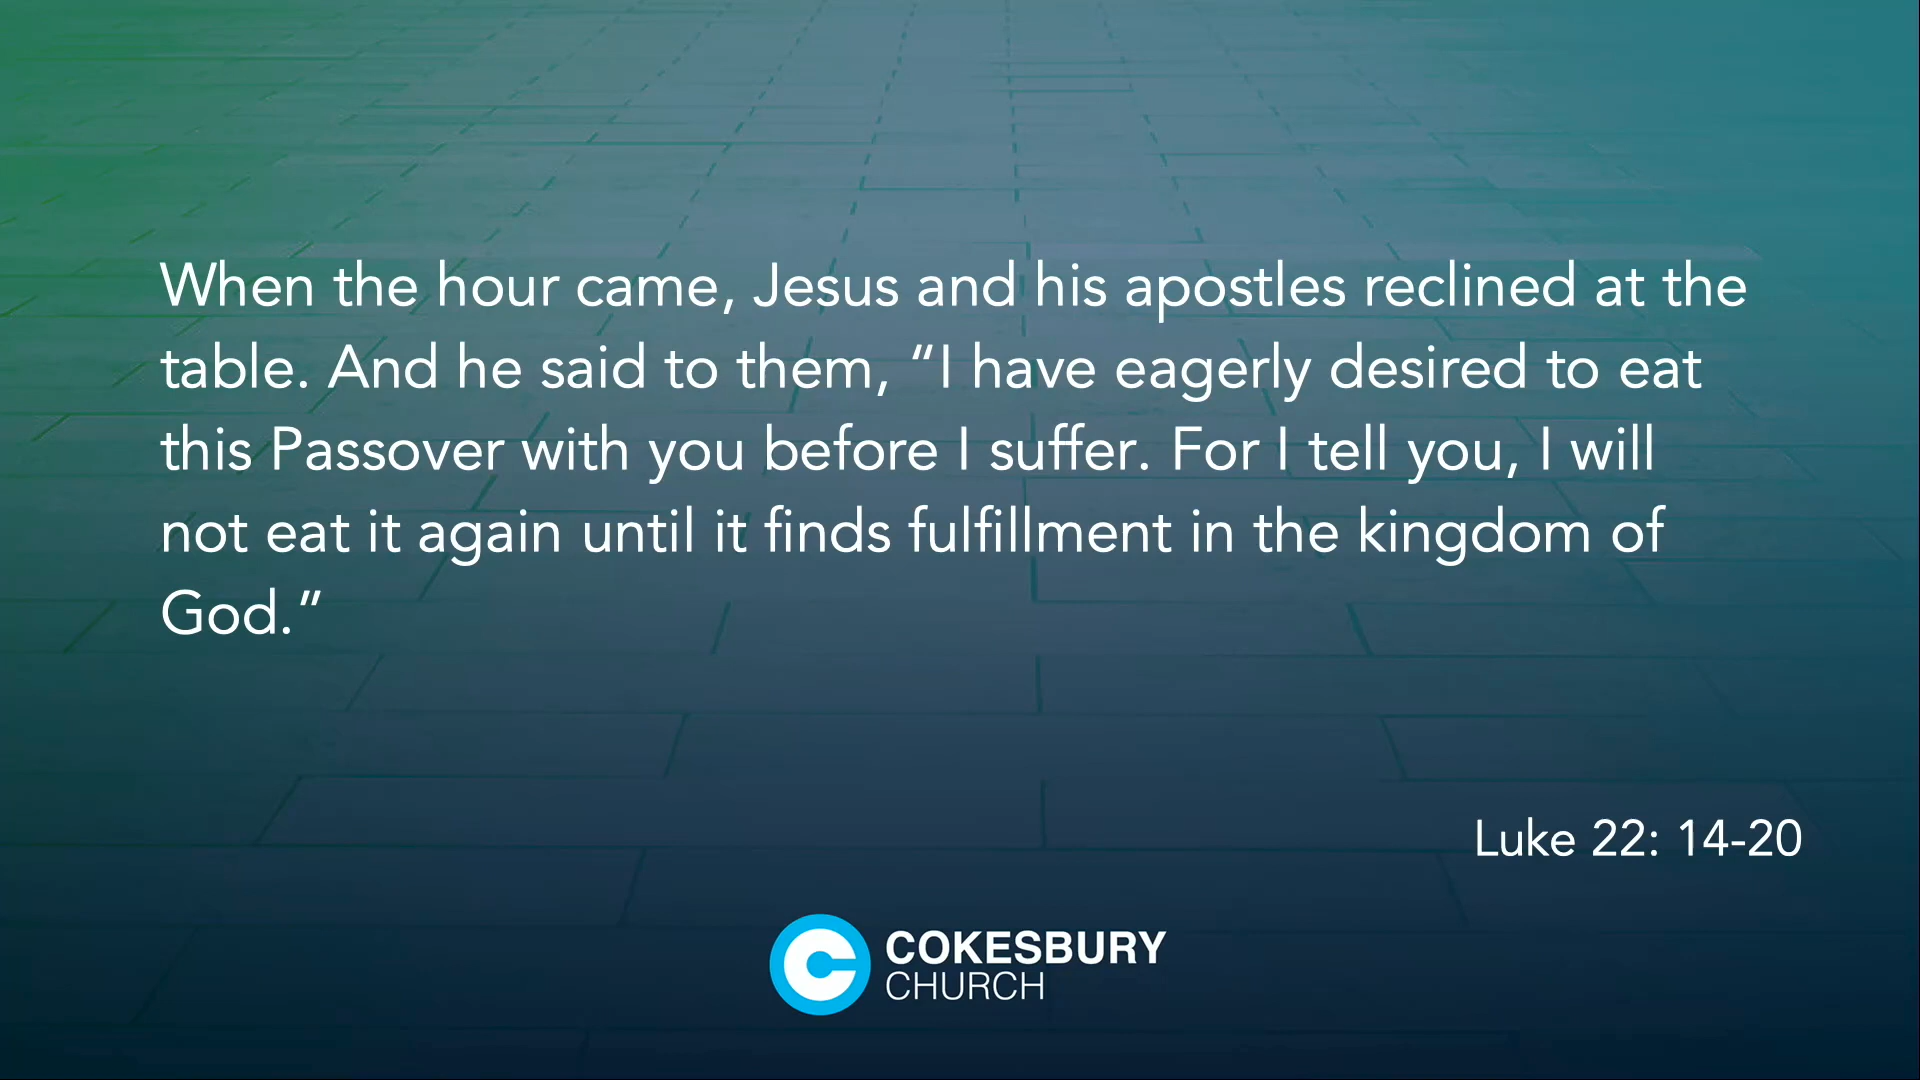 When the hour came, Jesus and his apostles reclined at the
table. And he said to them, “I have eagerly desired to eat
this Passover with you before I suffer. For I tell you, I will
not eat it again until it finds fulfillment in the kingdom of
God.”
Luke 22: 14-20
COKESBURY
CHURCH